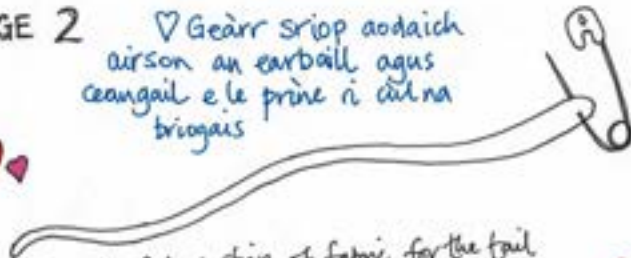 GE 2
♡ Geàrr sriop aodaich
airson an earbaill agus
ceangail e le prìne ri cùl na
briogais
strip of fabric for the tail